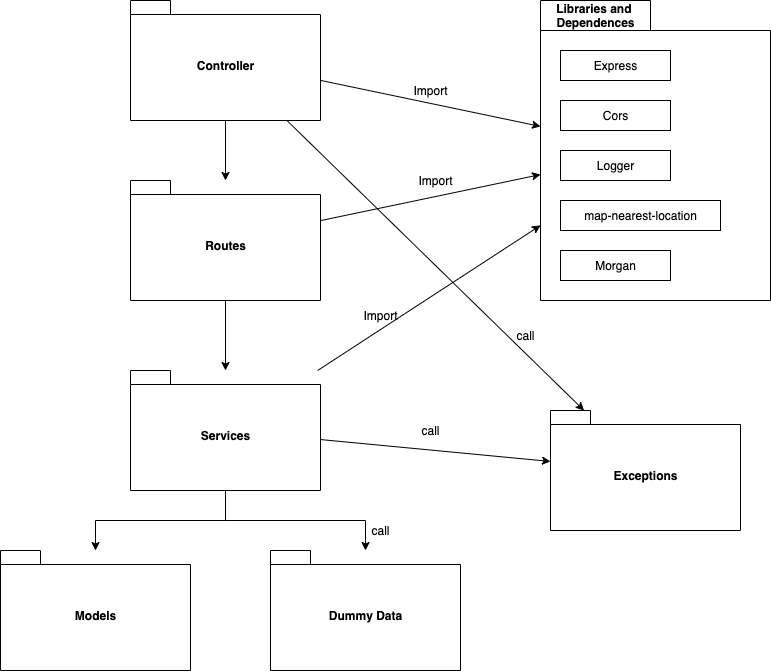 Libraries and
Dependences
Controller
Express
Import
Cors
Logger
Import
map-nearest-location
Routes
Morgan
Import
call
call
Services
Exceptions
call
Models
Dummy Data